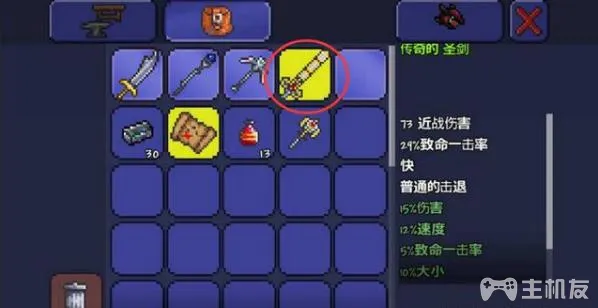 传奇的 圣剑
73 近战伤害
29%致命一击率
快
普通的击退
15%伤害
12%速度
5%致命一击率
10%大小
30
13
主机友